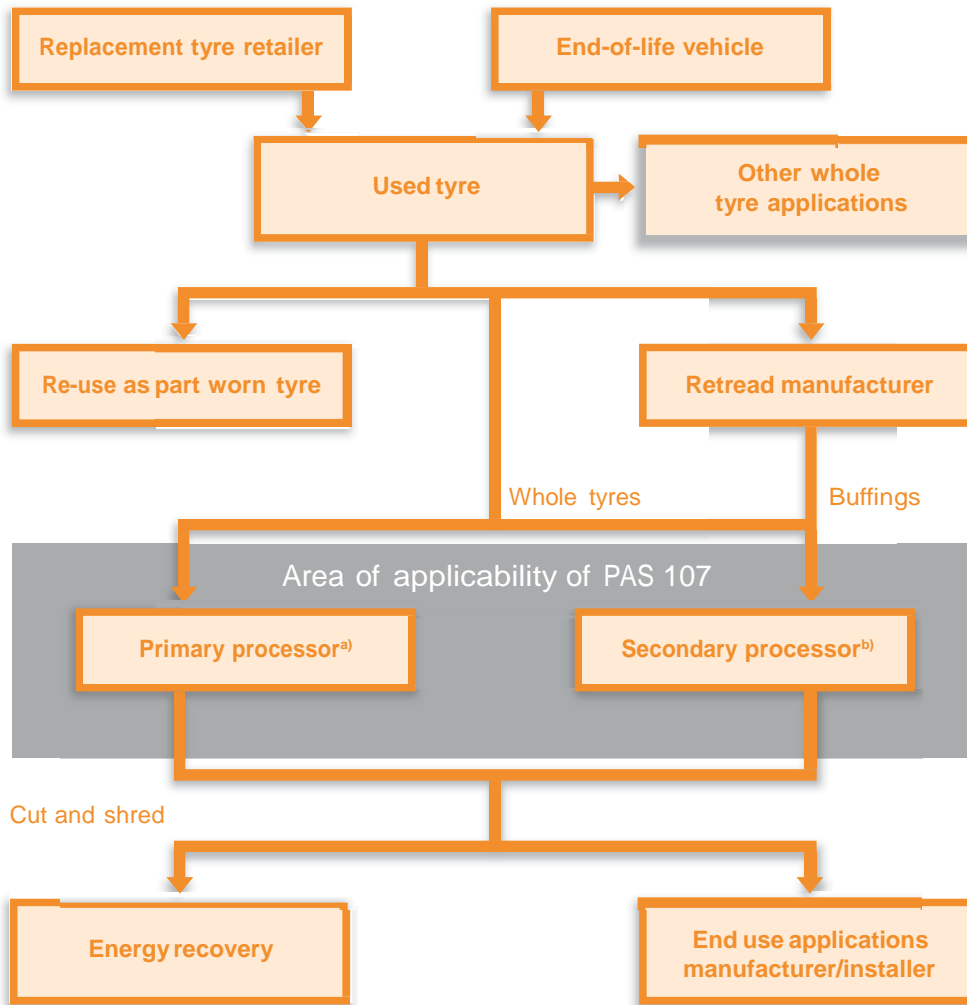 Replacement tyre retailer
End-of-life vehicle
Used tyre
Other whole
tyre applications
Re-use as part worn tyre
Retread manufacturer
Whole tyres
Buffings
Area of applicability of PAS 107
Primary processorᵃ⁾
Secondary processorᵇ⁾
Cut and shred
Energy recovery
End use applications
manufacturer/installer